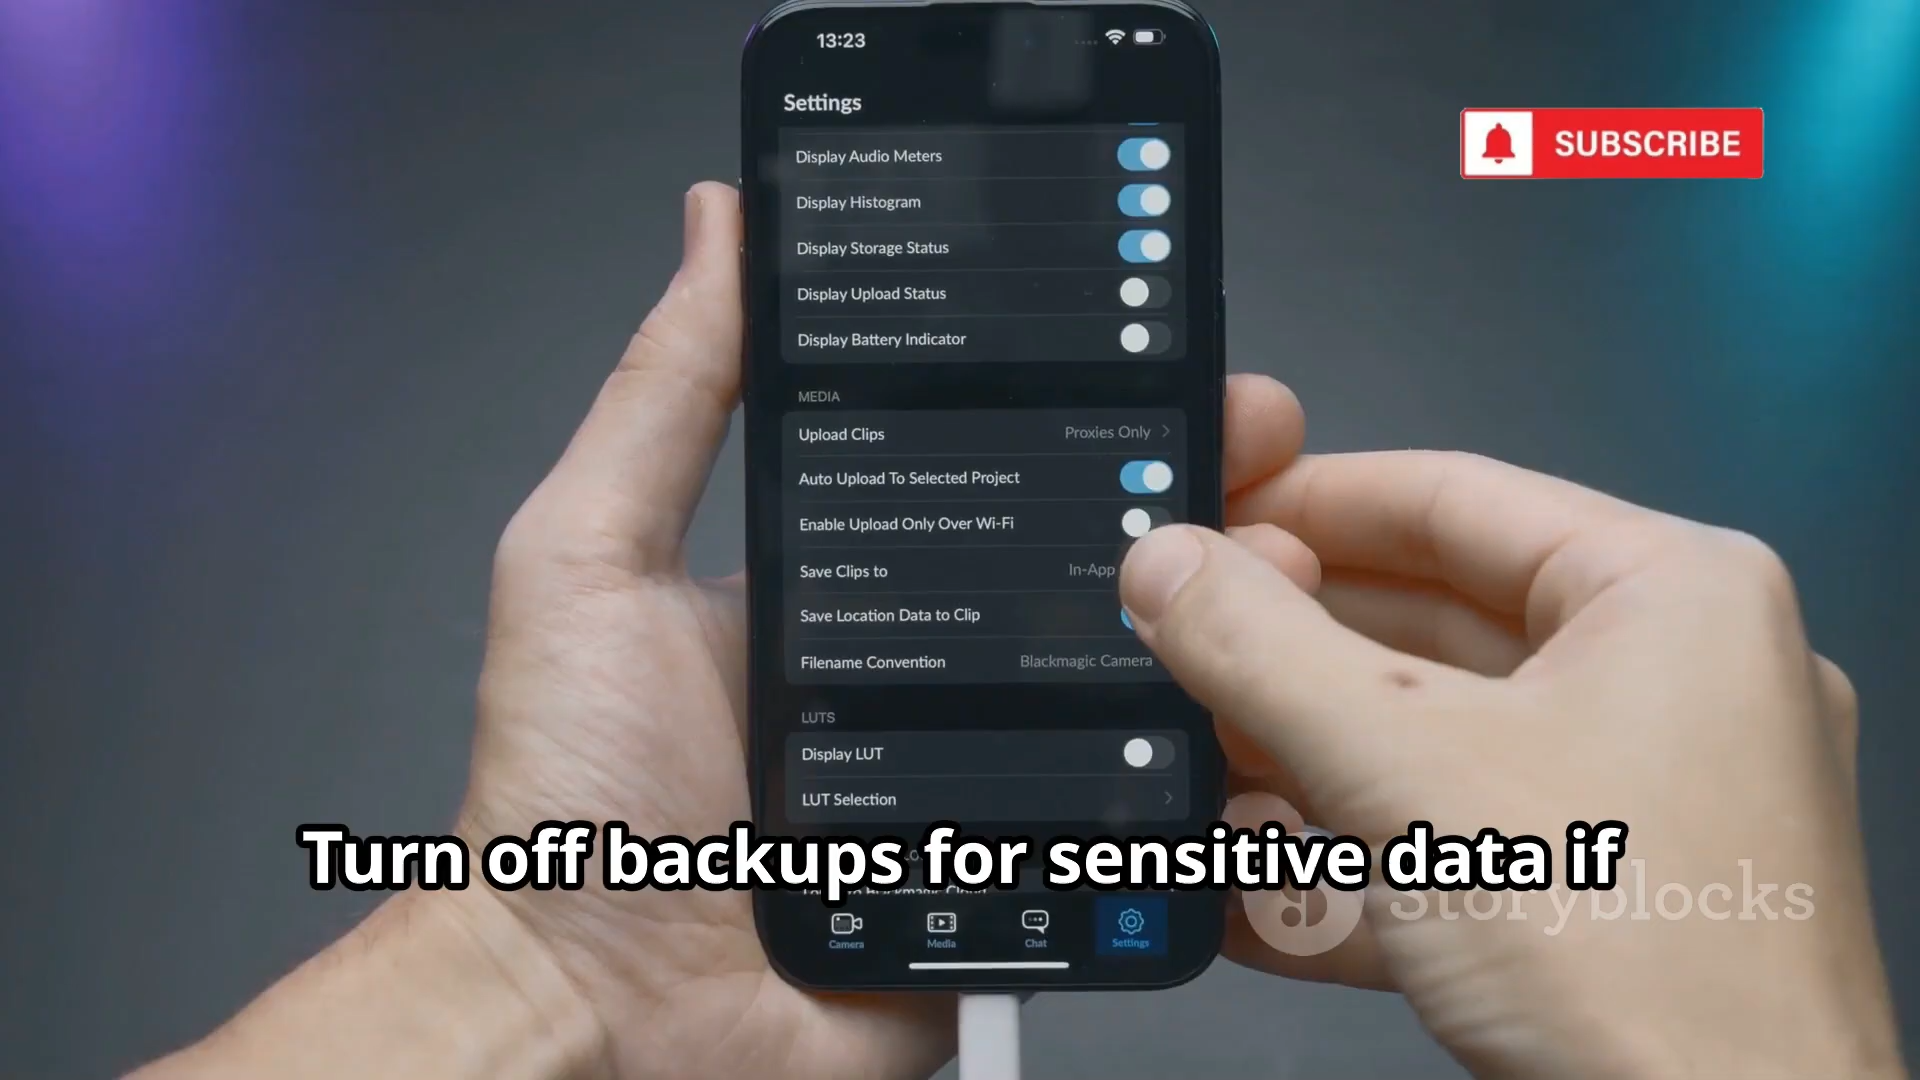 13:23
Settings
SUBSCRIBE
Display Audio Meters
Display Histogram
Display Storage Status
Display Upload Status
Display Battery Indicator
MEDIA
Upload Clips Proxies Only
Auto Upload To Selected Project
Enable Upload Only Over Wi-Fi
Save Clips to In-App
Save Location Data to Clip
Filename Convention Blackmagic Camera
LUTS
Display LUT
LUT Selection
Turn off backups for sensitive data if
Storyblocks
Camera Media Chat Settings